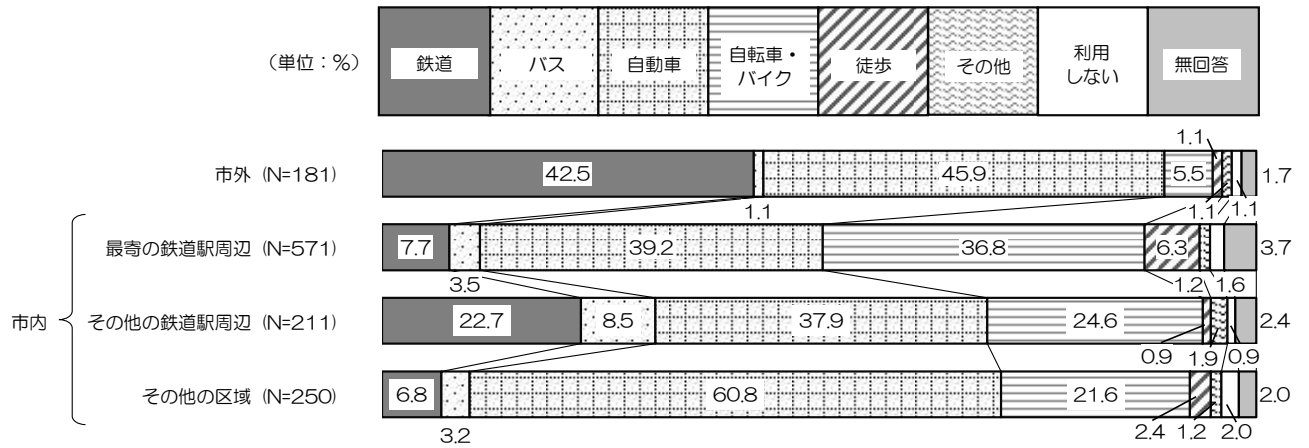 (単位:%)
鉄道
バス
自動車
自転車・
バイク
徒歩
その他
利用
しない
無回答
市外 (N=181)
42.5
1.1
45.9
5.5
1.1
1.1
1.1
1.7
市内
最寄の鉄道駅周辺 (N=571)
7.7
3.5
39.2
36.8
6.3
1.2
1.6
3.7
その他の鉄道駅周辺 (N=211)
22.7
8.5
37.9
24.6
0.9
1.9
0.9
2.4
その他の区域 (N=250)
6.8
3.2
60.8
21.6
2.4
1.2
2.0
2.0